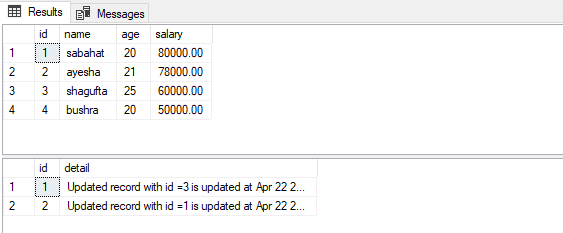 Results Messages
id name age salary
1 1 sabahat 20 80000.00
2 2 ayesha 21 78000.00
3 3 shagufta 25 60000.00
4 4 bushra 20 50000.00
id detail
1 1 Updated record with id =3 is updated at Apr 22 2...
2 2 Updated record with id =1 is updated at Apr 22 2...